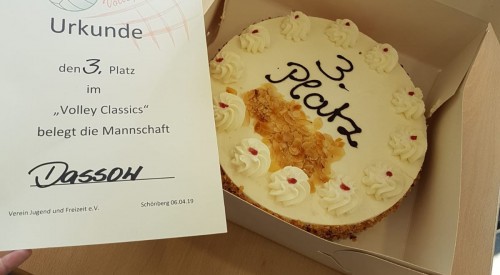 Urkunde
den 3. Platz
im
„Volley Classics“
belegt die Mannschaft
Dassow
Verein Jugend und Freizeit e.V. Schönberg 06.04.19
3.
Platz